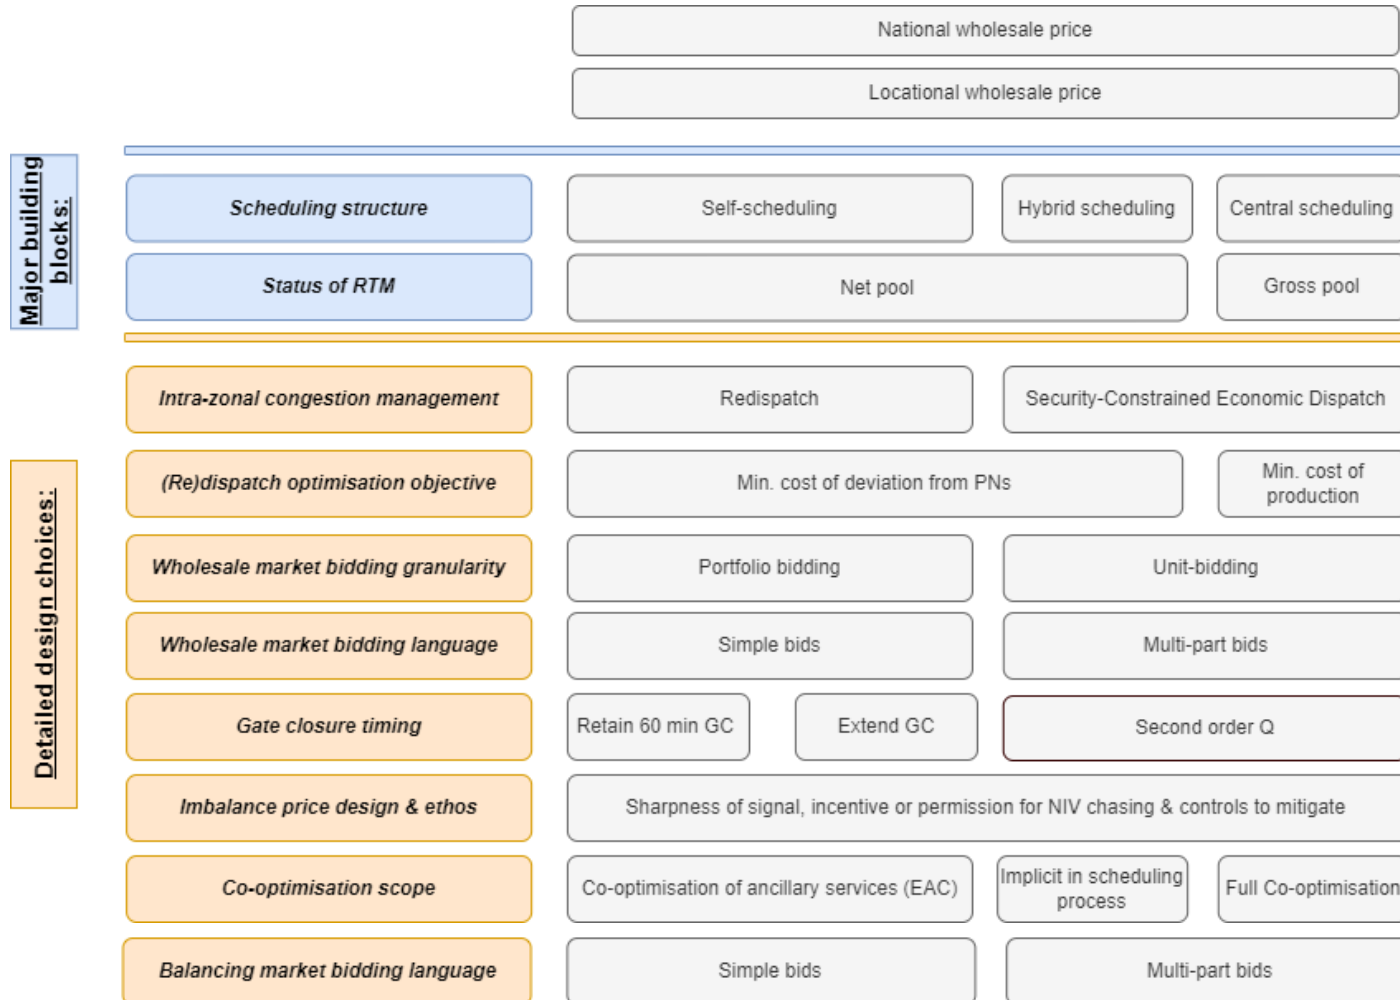 National wholesale price
Locational wholesale price
Major building
blocks:
Scheduling structure
Self-scheduling
Hybrid scheduling
Central scheduling
Status of RTM
Net pool
Gross pool
Detailed design choices:
Intra-zonal congestion management
Redispatch
Security-Constrained Economic Dispatch
(Re)dispatch optimisation objective
Min. cost of deviation from PNs
Min. cost of
production
Wholesale market bidding granularity
Portfolio bidding
Unit-bidding
Wholesale market bidding language
Simple bids
Multi-part bids
Gate closure timing
Retain 60 min GC
Extend GC
Second order Q
Imbalance price design & ethos
Sharpness of signal, incentive or permission for NIV chasing & controls to mitigate
Co-optimisation scope
Co-optimisation of ancillary services (EAC)
Implicit in scheduling
process
Full Co-optimisation
Balancing market bidding language
Simple bids
Multi-part bids